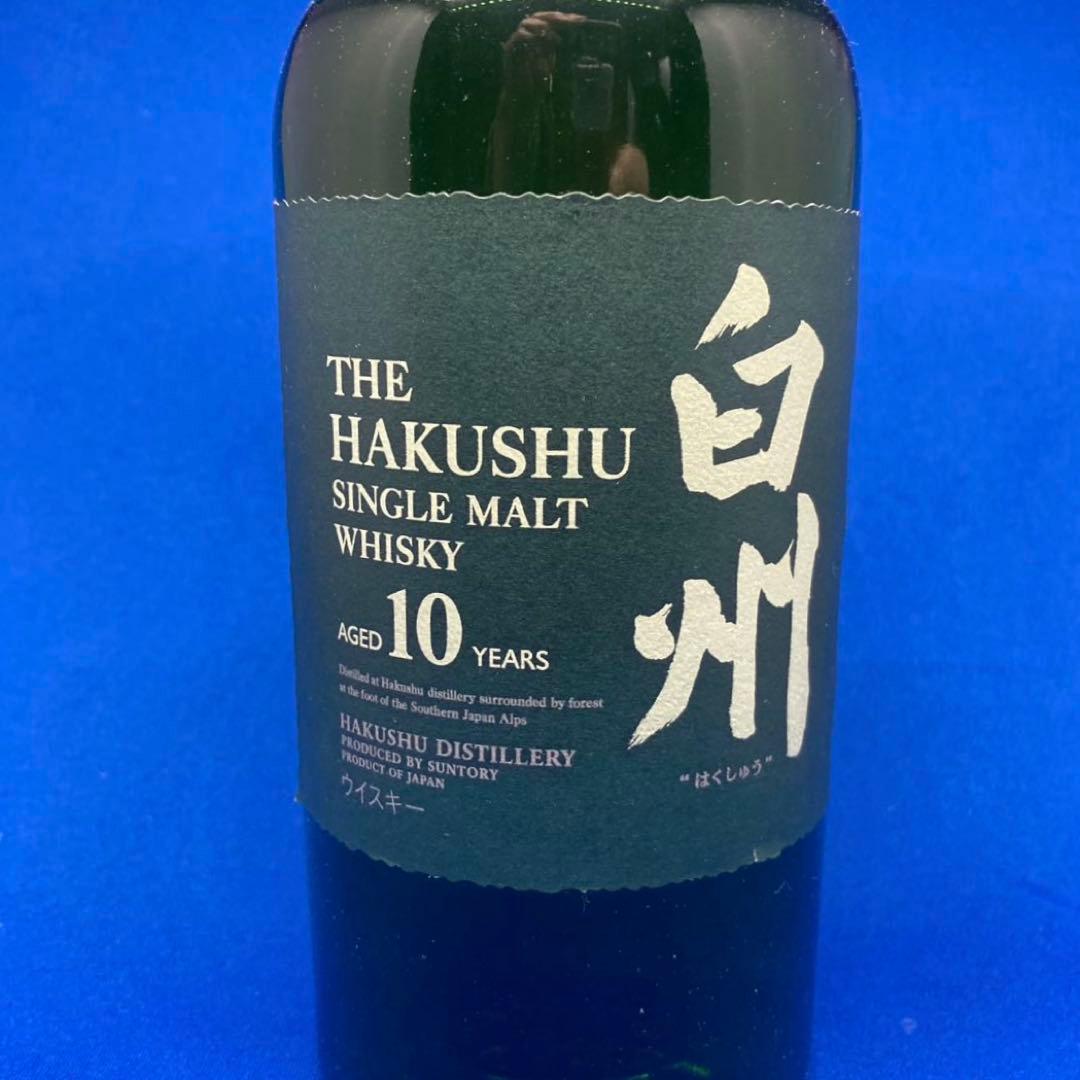 THE
HAKUSHU
SINGLE MALT
WHISKY
AGED 10 YEARS
Distilled at Hakushu distillery surrounded by forest
at the foot of the Southern Japan Alps
HAKUSHU DISTILLERY
PRODUCED BY SUNTORY
PRODUCT OF JAPAN
ウイスキー
白州
“はくしゅう”